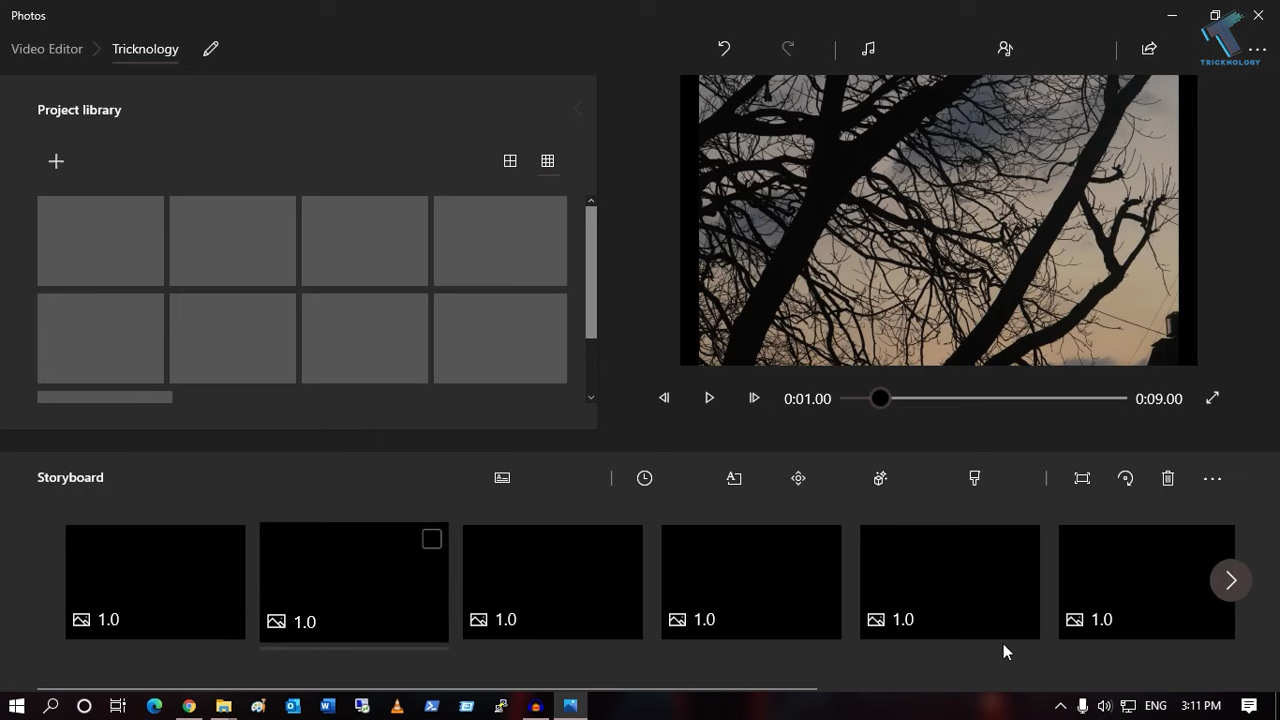 Photos
Video Editor
Tricknology
TRICKNOLOGY
Project library
0:01.00
0:09.00
Storyboard
1.0
1.0
1.0
1.0
1.0
1.0
ENG
3:11 PM